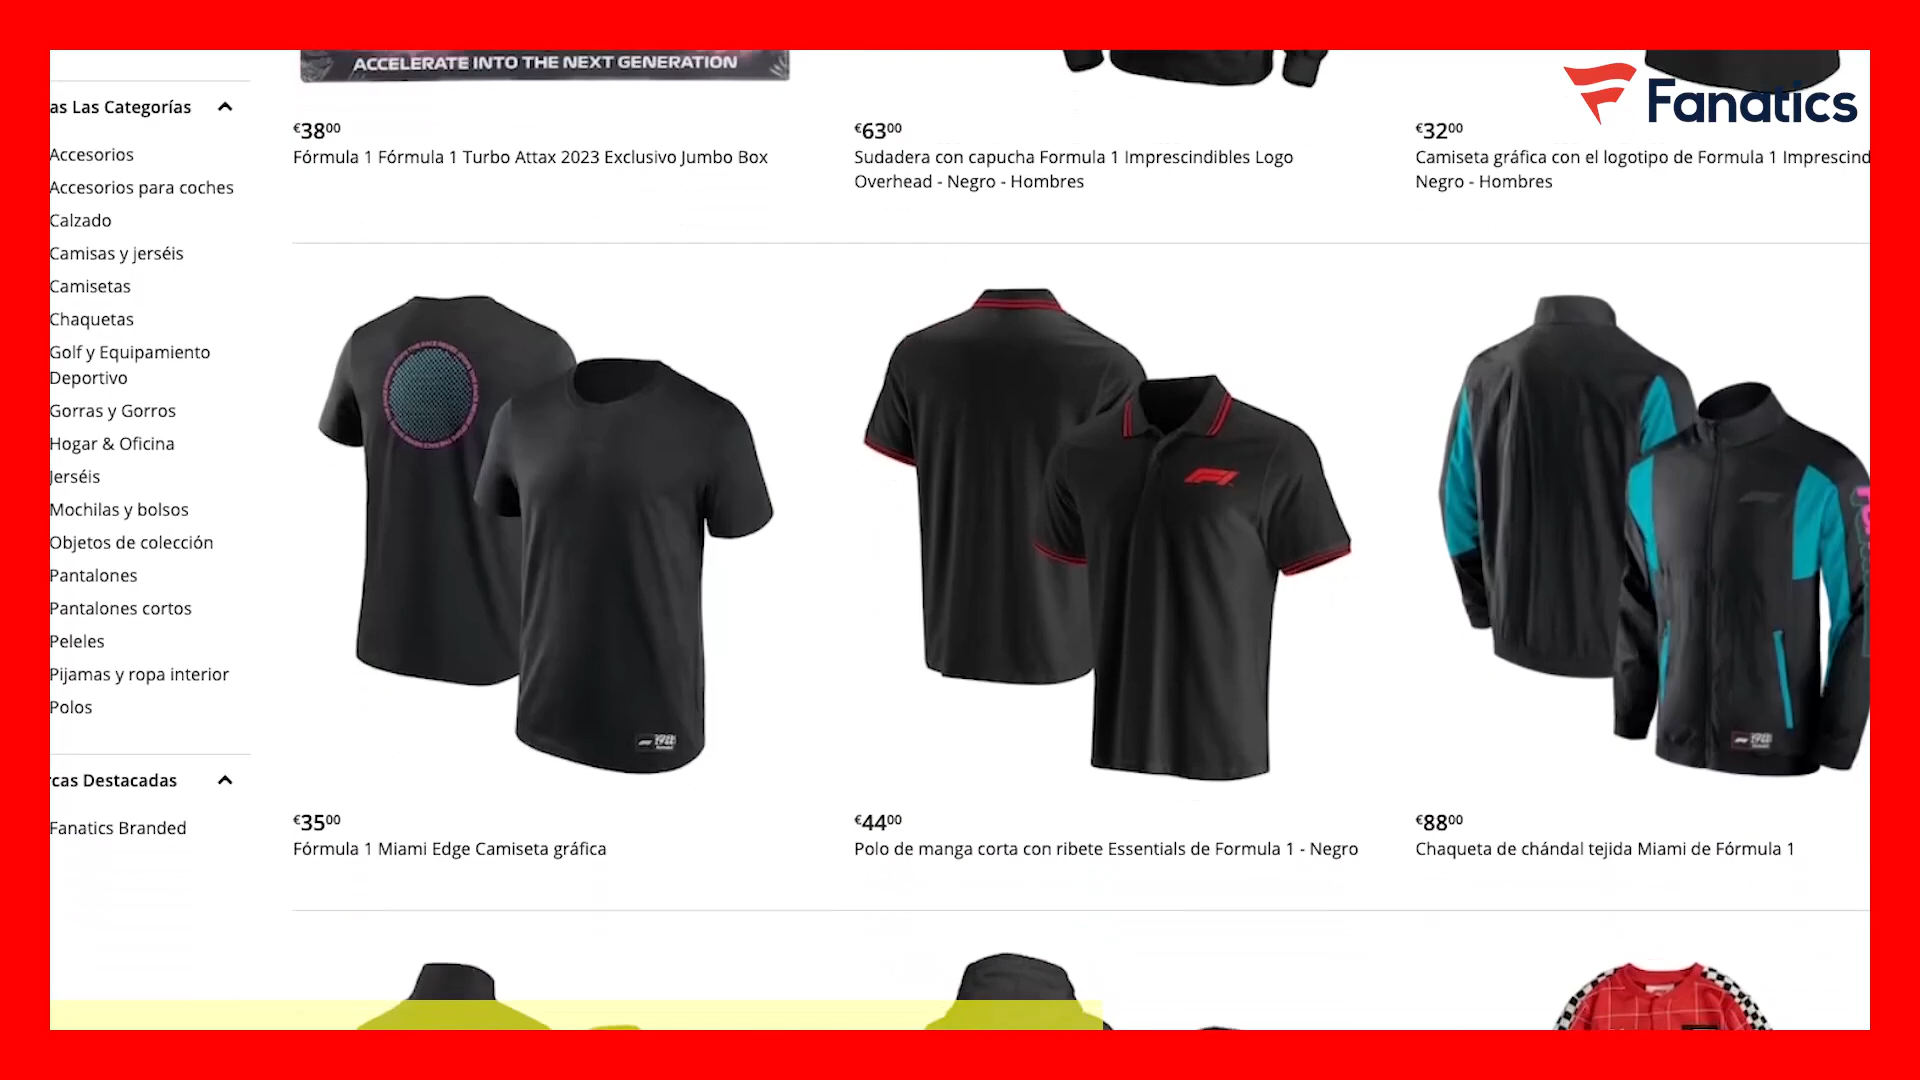 ACCELERATE INTO THE NEXT GENERATION
Fanatics
as Las Categorías
Accesorios
Accesorios para coches
Calzado
Camisas y jerséis
Camisetas
Chaquetas
Golf y Equipamiento
Deportivo
Gorras y Gorros
Hogar & Oficina
Jerséis
Mochilas y bolsos
Objetos de colección
Pantalones
Pantalones cortos
Peleles
Pijamas y ropa interior
Polos
cas Destacadas
Fanatics Branded
€3800
Fórmula 1 Fórmula 1 Turbo Attax 2023 Exclusivo Jumbo Box
€6300
Sudadera con capucha Formula 1 Imprescindibles Logo
Overhead - Negro - Hombres
€3200
Camiseta gráfica con el logotipo de Formula 1 Imprescind
Negro - Hombres
€3500
Fórmula 1 Miami Edge Camiseta gráfica
€4400
Polo de manga corta con ribete Essentials de Formula 1 - Negro
€8800
Chaqueta de chándal tejida Miami de Fórmula 1